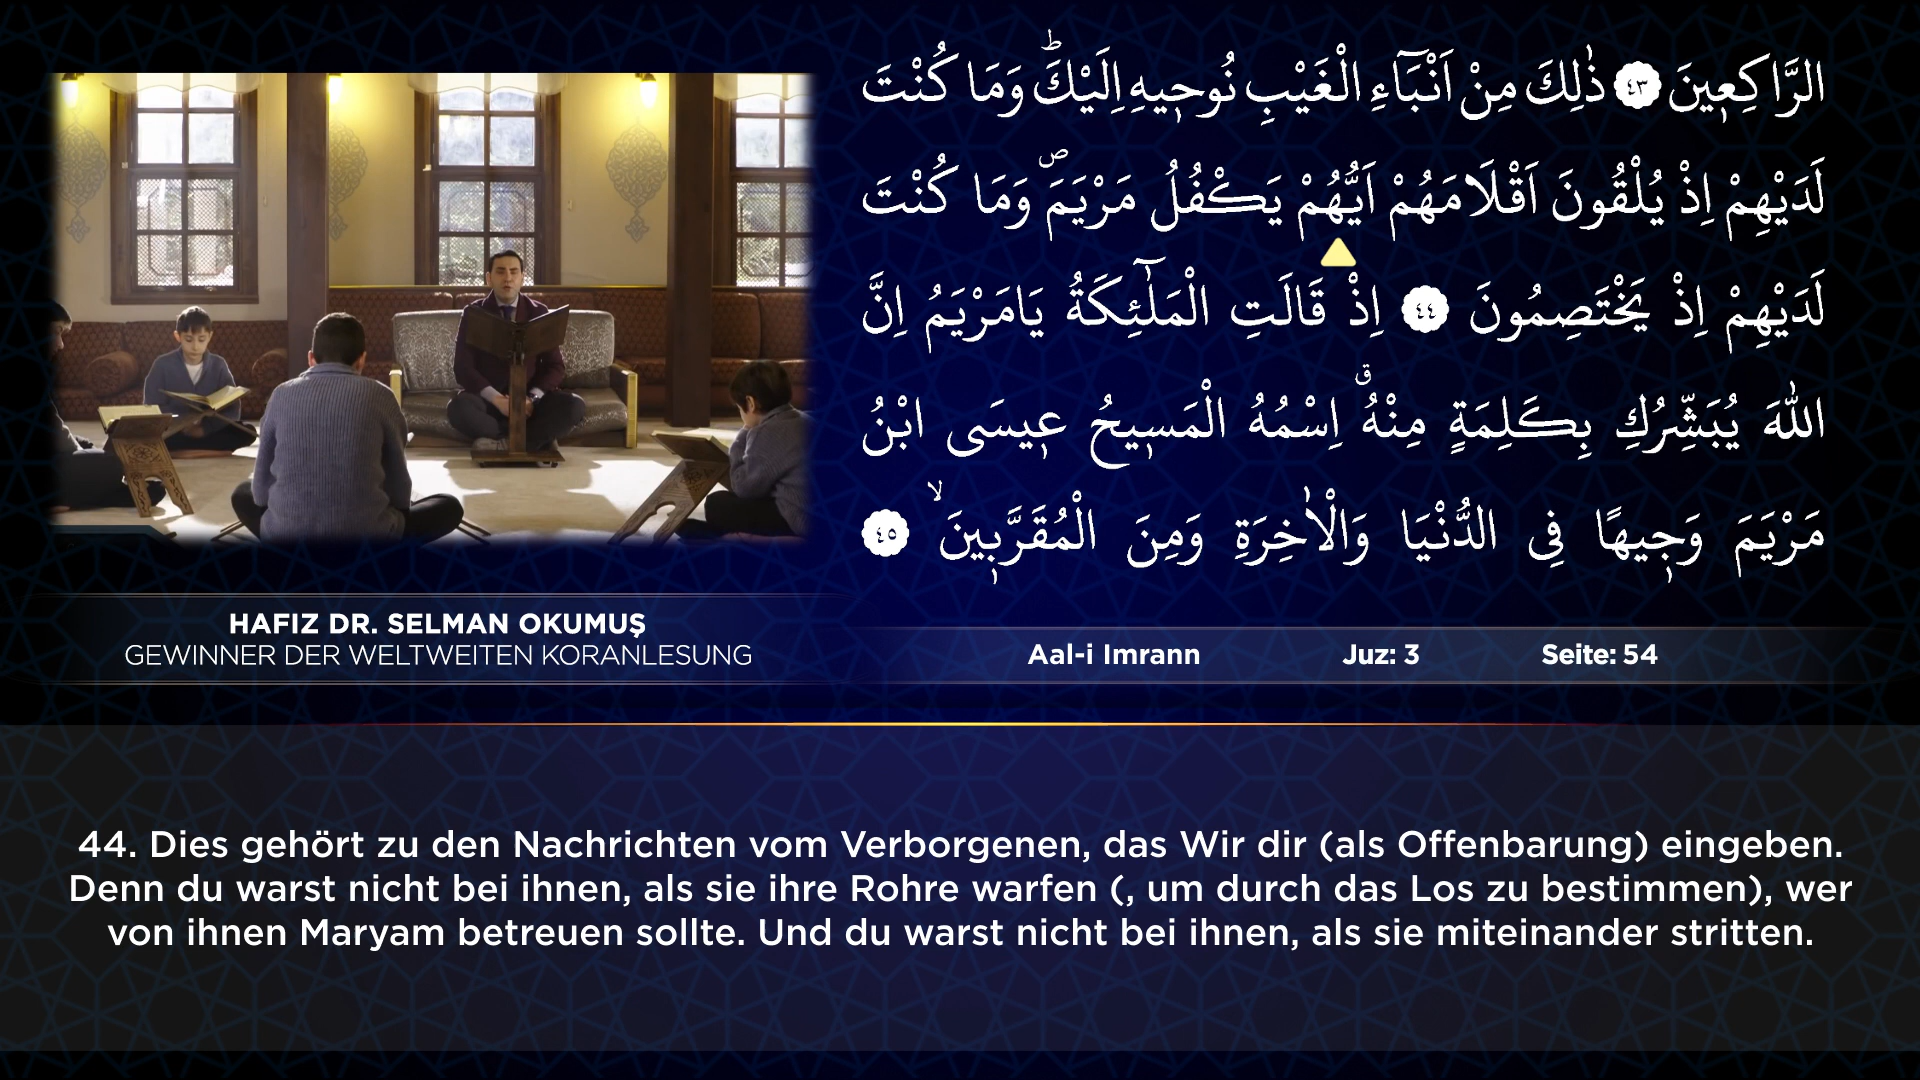 الرَّاكِعِينَ ﴿٤٣﴾ ذٰلِكَ مِنْ اَنْبَٓاءِ الْغَيْبِ نُوحِيهِ اِلَيْكَۜ وَمَا كُنْتَ
لَدَيْهِمْ اِذْ يُلْقُونَ اَقْلَامَهُمْ اَيُّهُمْ يَكْفُلُ مَرْيَمَۖ وَمَا كُنْتَ
لَدَيْهِمْ اِذْ يَخْتَصِمُونَ ﴿٤٤﴾ اِذْ قَالَتِ الْمَلٰٓئِكَةُ يَامَرْيَمُ اِنَّ
اللّٰهَ يُبَشِّرُكِ بِكَلِمَةٍ مِنْهُۗ اِسْمُهُ الْمَسِيحُ عِيسَى ابْنُ
مَرْيَمَ وَجِيهًا فِى الدُّنْيَا وَالْاٰخِرَةِ وَمِنَ الْمُقَرَّبِينَۙ ﴿٤٥﴾
HAFIZ DR. SELMAN OKUMUŞ
GEWINNER DER WELTWEITEN KORANLESUNG
Aal-i Imrann Juz: 3 Seite: 54
44. Dies gehört zu den Nachrichten vom Verborgenen, das Wir dir (als Offenbarung) eingeben.
Denn du warst nicht bei ihnen, als sie ihre Rohre warfen (, um durch das Los zu bestimmen), wer
von ihnen Maryam betreuen sollte. Und du warst nicht bei ihnen, als sie miteinander stritten.